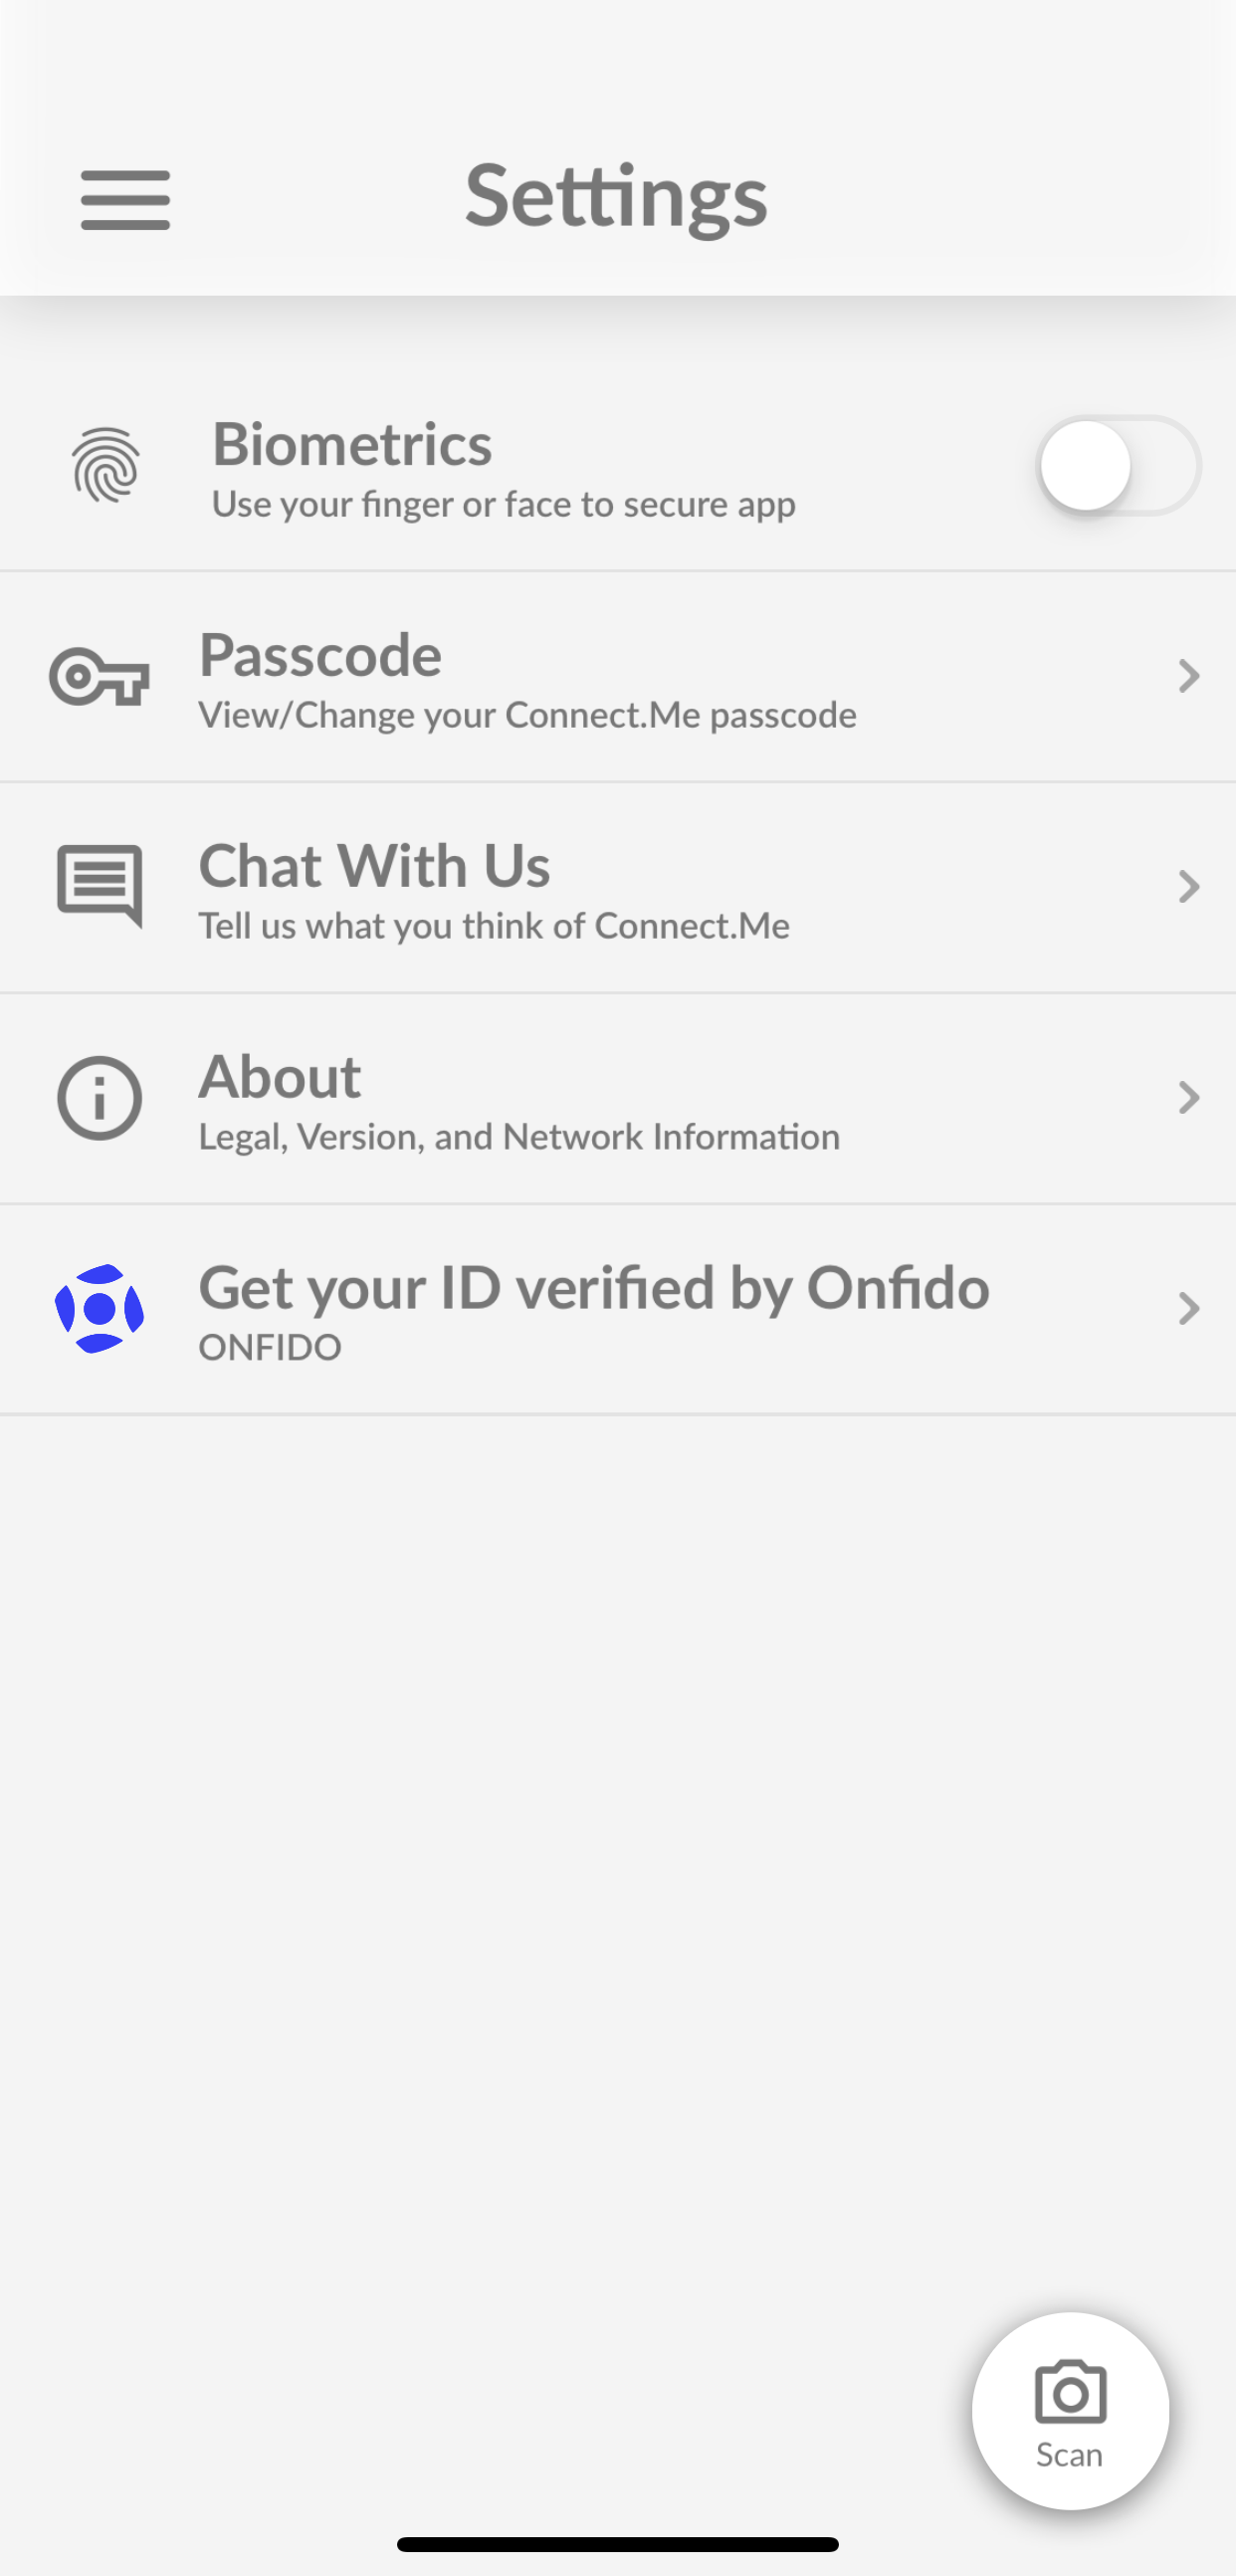 Settings
Biometrics
Use your finger or face to secure app
Passcode
View/Change your Connect.Me passcode
Chat With Us
Tell us what you think of Connect.Me
About
Legal, Version, and Network Information
Get your ID verified by Onfido
ONFIDO
Scan